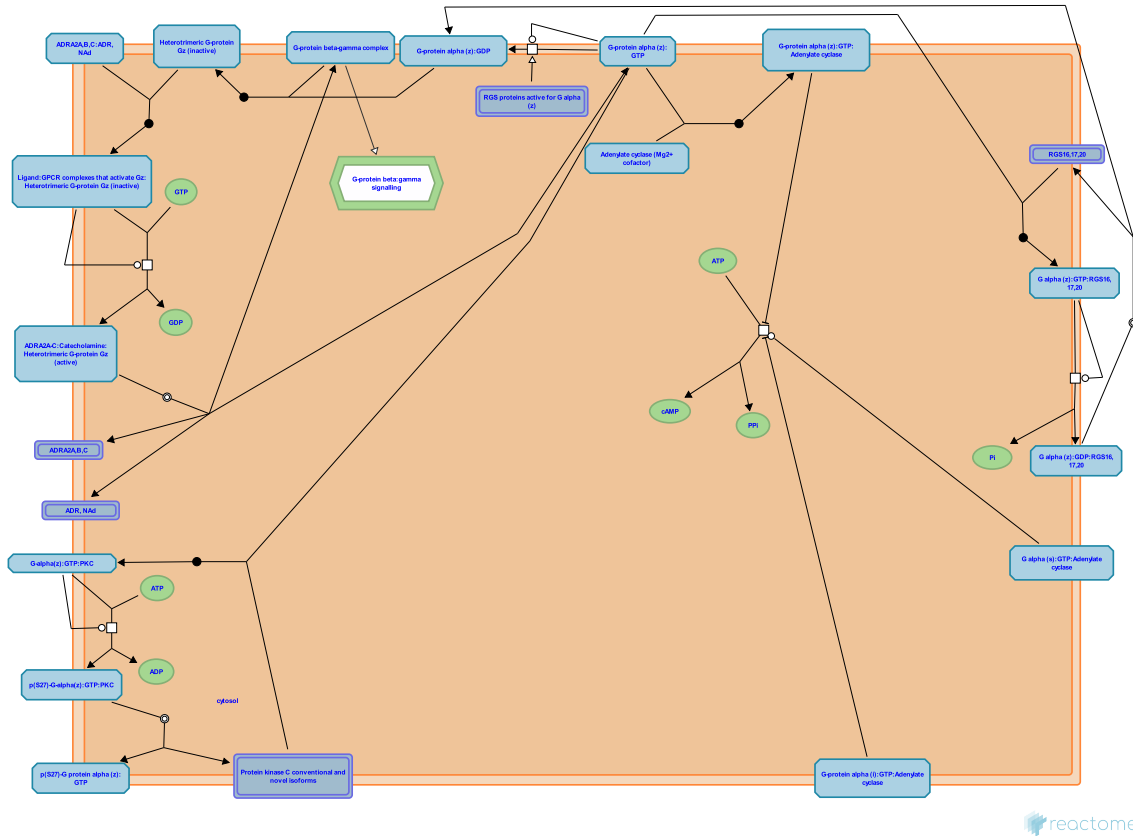 ADRA2A,B,C:ADR,
NAd
Heterotrimeric G-protein
Gz (inactive)
G-protein beta-gamma complex
G-protein alpha (z):GDP
G-protein alpha (z):
GTP
G-protein alpha (z):GTP:
Adenylate cyclase
RGS proteins active for G alpha
(z)
Adenylate cyclase (Mg2+
cofactor)
RGS16,17,20
Ligand:GPCR complexes that activate Gz:
Heterotrimeric G-protein Gz (inactive)
GTP
G-protein beta:gamma
signalling
ATP
G alpha (z):GTP:RGS16,
17,20
GDP
ADRA2A-C:Catecholamine:
Heterotrimeric G-protein Gz
(active)
cAMP
PPi
ADRA2A,B,C
Pi
G alpha (z):GDP:RGS16,
17,20
ADR, NAd
G-alpha(z):GTP:PKC
G alpha (s):GTP:Adenylate
cyclase
ATP
ADP
p(S27)-G-alpha(z):GTP:PKC
cytosol
p(S27)-G protein alpha (z):
GTP
Protein kinase C conventional and
novel isoforms
G-protein alpha (i):GTP:Adenylate
cyclase
reactome